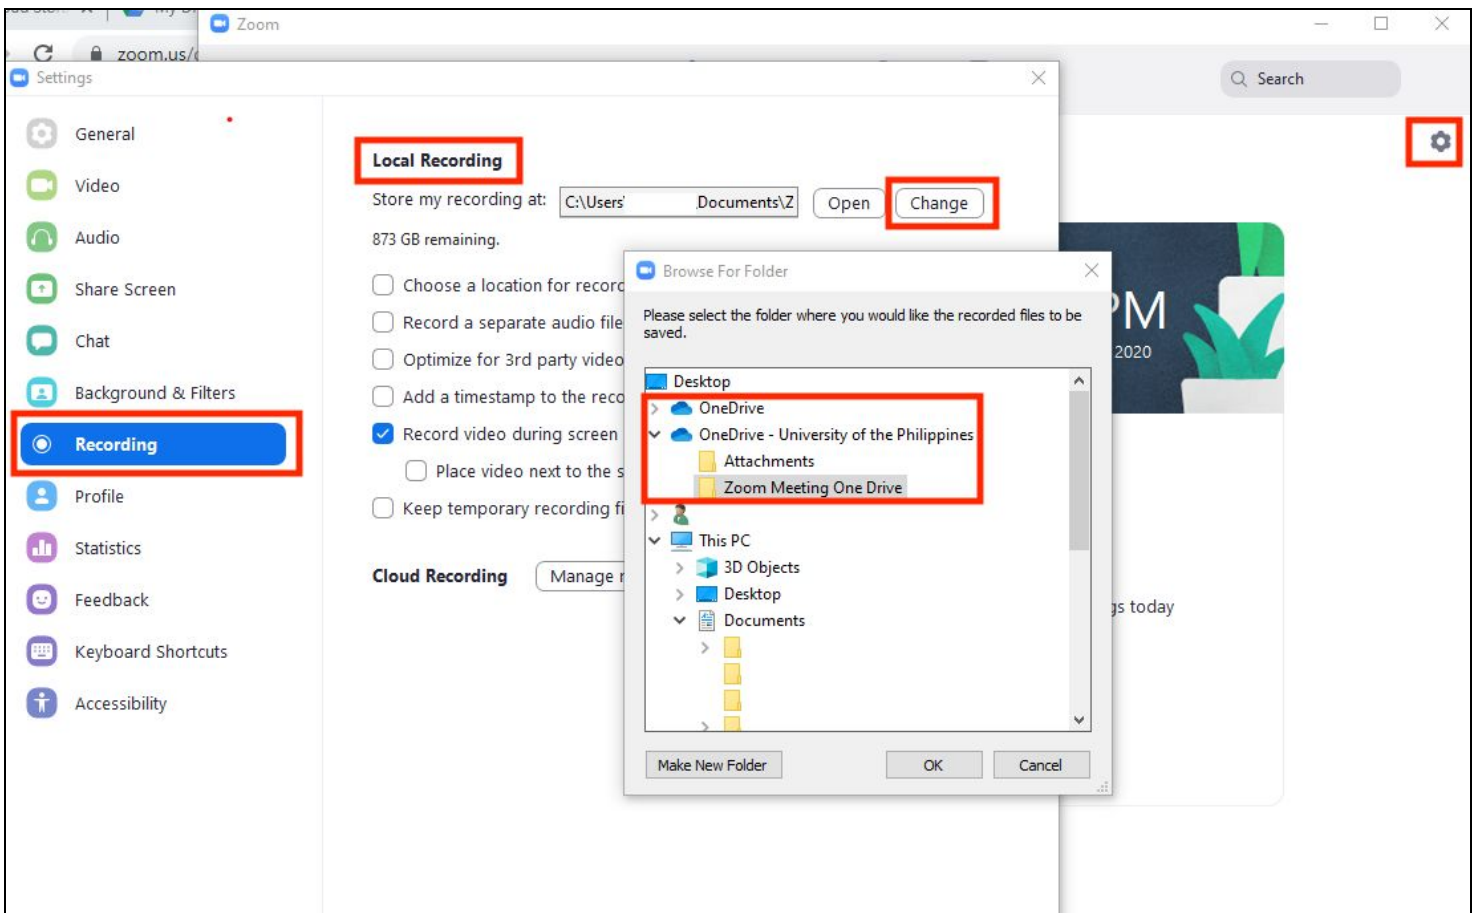 Zoom
zoom.us/
Settings
Search
General
Video
Audio
Share Screen
Chat
Background & Filters
Recording
Profile
Statistics
Feedback
Keyboard Shortcuts
Accessibility
Local Recording
Store my recording at: C:\Users' Documents\Z Open Change
873 GB remaining.
Choose a location for recorc
Record a separate audio file
Optimize for 3rd party video
Add a timestamp to the reco
Record video during screen
Place video next to the s
Keep temporary recording fi
Cloud Recording Manage r
Browse For Folder
Please select the folder where you would like the recorded files to be
saved.
Desktop
OneDrive
OneDrive - University of the Philippines
Attachments
Zoom Meeting One Drive
This PC
3D Objects
Desktop
Documents
Make New Folder OK Cancel
PM
2020
gs today